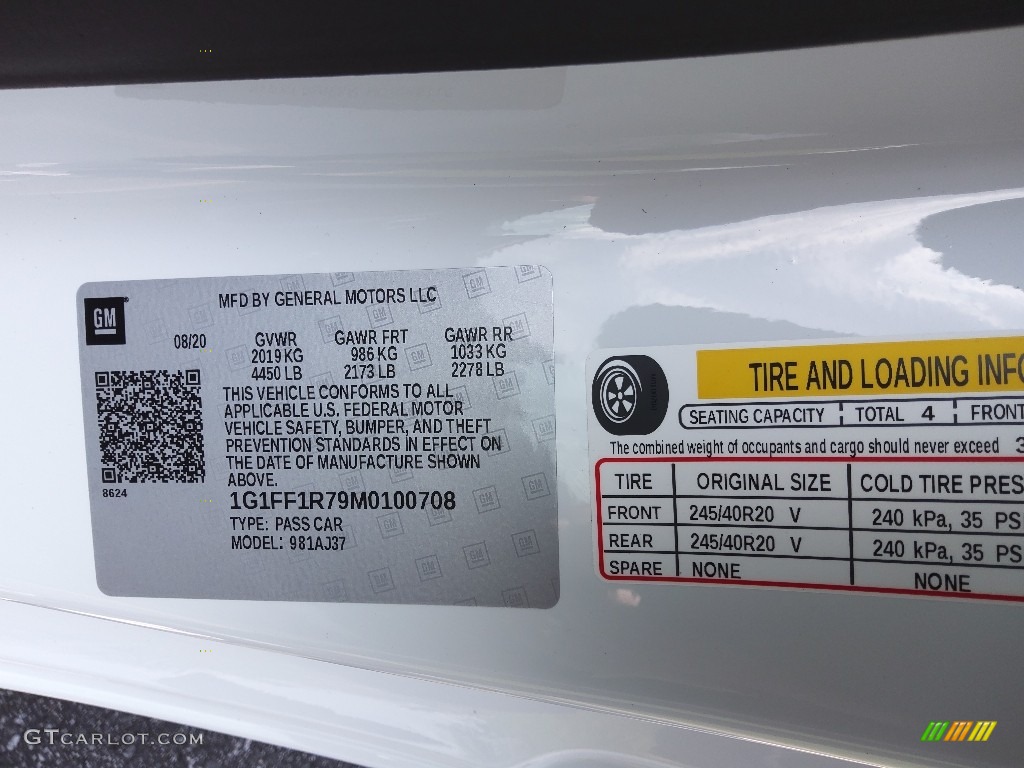 GM
MFD BY GENERAL MOTORS LLC
08/20 GVWR GAWR FRT GAWR RR
2019 KG 986 KG 1033 KG
4450 LB 2173 LB 2278 LB
THIS VEHICLE CONFORMS TO ALL
APPLICABLE U.S. FEDERAL MOTOR
VEHICLE SAFETY, BUMPER, AND THEFT
PREVENTION STANDARDS IN EFFECT ON
THE DATE OF MANUFACTURE SHOWN
ABOVE.
8624
1G1FF1R79M0100708
TYPE: PASS CAR
MODEL: 981AJ37
TIRE AND LOADING INFO
SEATING CAPACITY TOTAL 4 FRONT
The combined weight of occupants and cargo should never exceed 3
TIRE ORIGINAL SIZE COLD TIRE PRES
FRONT 245/40R20 V 240 kPa, 35 PS
REAR 245/40R20 V 240 kPa, 35 PS
SPARE NONE NONE
GTCARLOT.COM